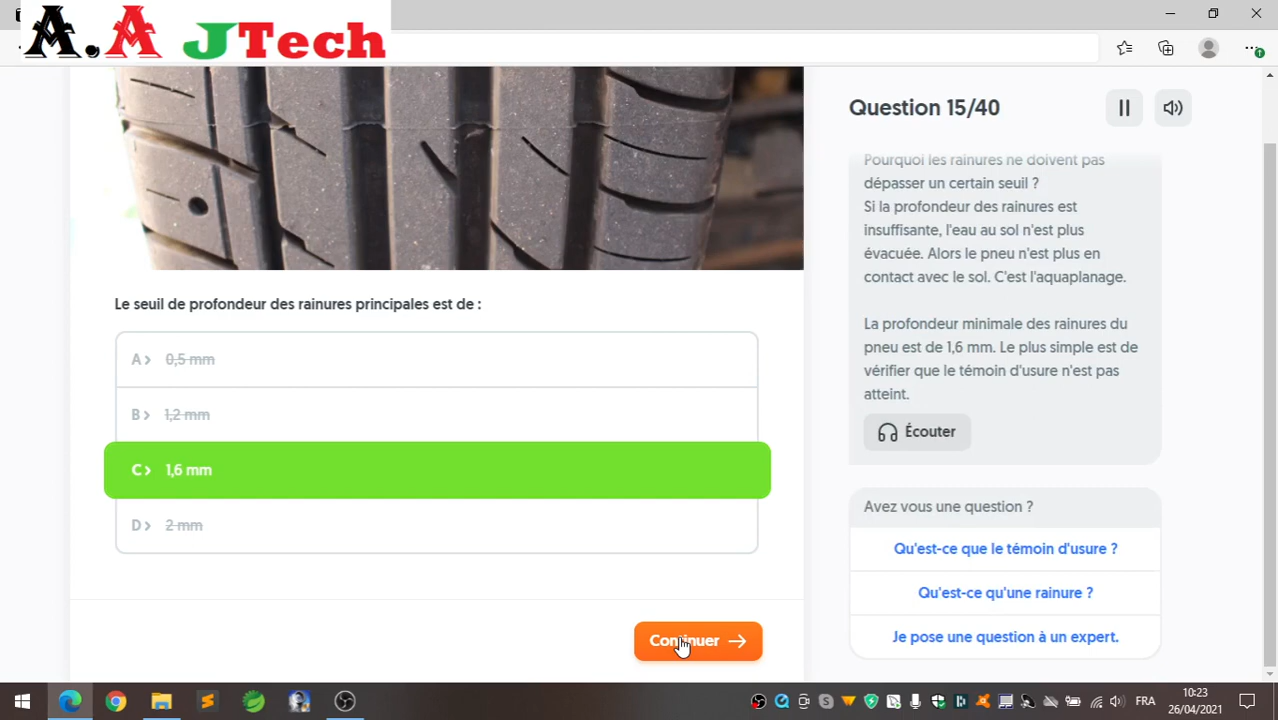 A.A JTech
Question 15/40
Pourquoi les rainures ne doivent pas
dépasser un certain seuil ?
Si la profondeur des rainures est
insuffisante, l'eau au sol n'est plus
évacuée. Alors le pneu n'est plus en
contact avec le sol. C'est l'aquaplanage.
La profondeur minimale des rainures du
pneu est de 1,6 mm. Le plus simple est de
vérifier que le témoin d'usure n'est pas
atteint.
Écouter
Le seuil de profondeur des rainures principales est de :
A > 0,5 mm
B > 1,2 mm
C > 1,6 mm
D > 2 mm
Continuer
Avez vous une question ?
Qu'est-ce que le témoin d'usure ?
Qu'est-ce qu'une rainure ?
Je pose une question à un expert.
FRA
10:23
26/04/2021